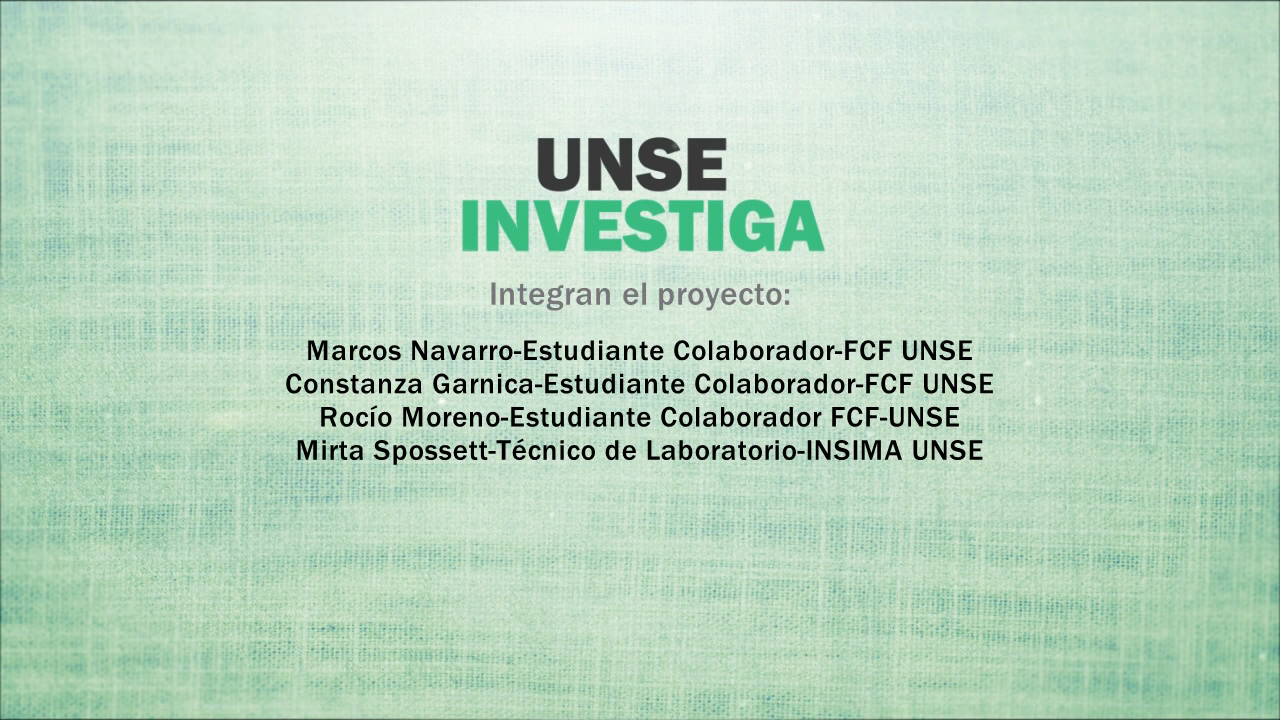 UNSE
INVESTIGA
Integran el proyecto:
Marcos Navarro-Estudiante Colaborador-FCF UNSE
Constanza Garnica-Estudiante Colaborador-FCF UNSE
Rocío Moreno-Estudiante Colaborador FCF-UNSE
Mirta Spossett-Técnico de Laboratorio-INSIMA UNSE